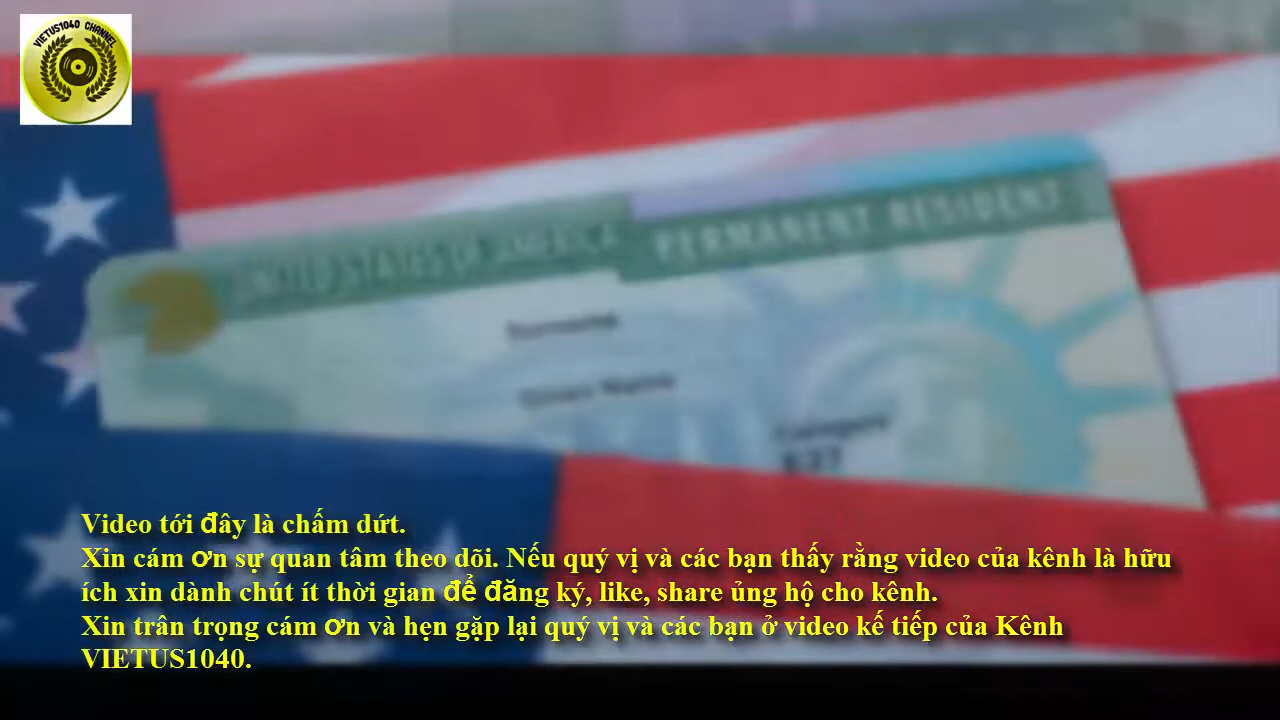 VIETUS1040 CHANNEL
UNITED STATES OF AMERICA
PERMANENT RESIDENT
Surname
Given Name
Category
Video tới đây là chấm dứt.
Xin cám ơn sự quan tâm theo dõi. Nếu quý vị và các bạn thấy rằng video của kênh là hữu
ích xin dành chút ít thời gian để đăng ký, like, share ủng hộ cho kênh.
Xin trân trọng cám ơn và hẹn gặp lại quý vị và các bạn ở video kế tiếp của Kênh
VIETUS1040.